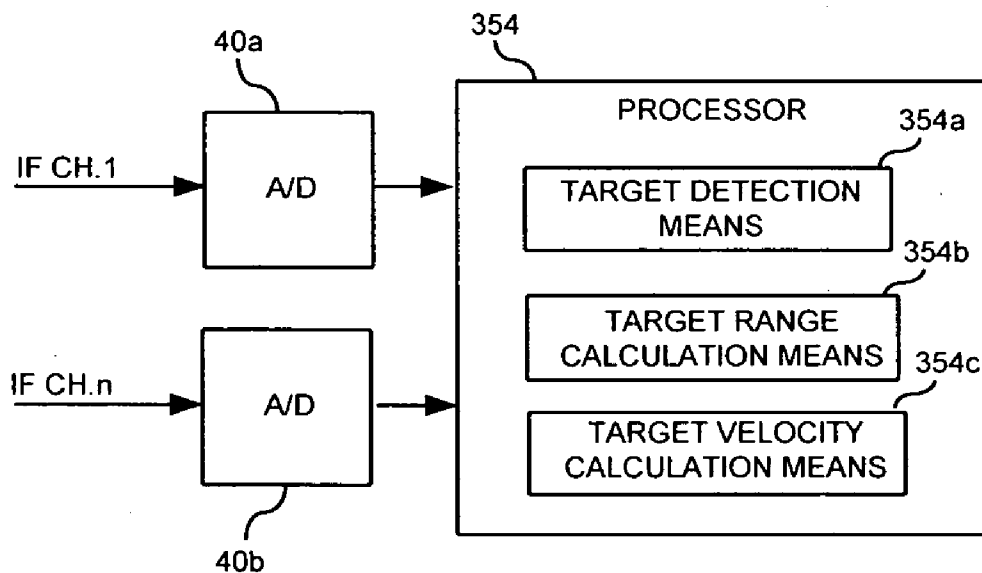 40a
354
PROCESSOR
354a
IF CH.1
A/D
TARGET DETECTION
MEANS
354b
TARGET RANGE
CALCULATION MEANS
IF CH.n
A/D
354c
TARGET VELOCITY
CALCULATION MEANS
40b